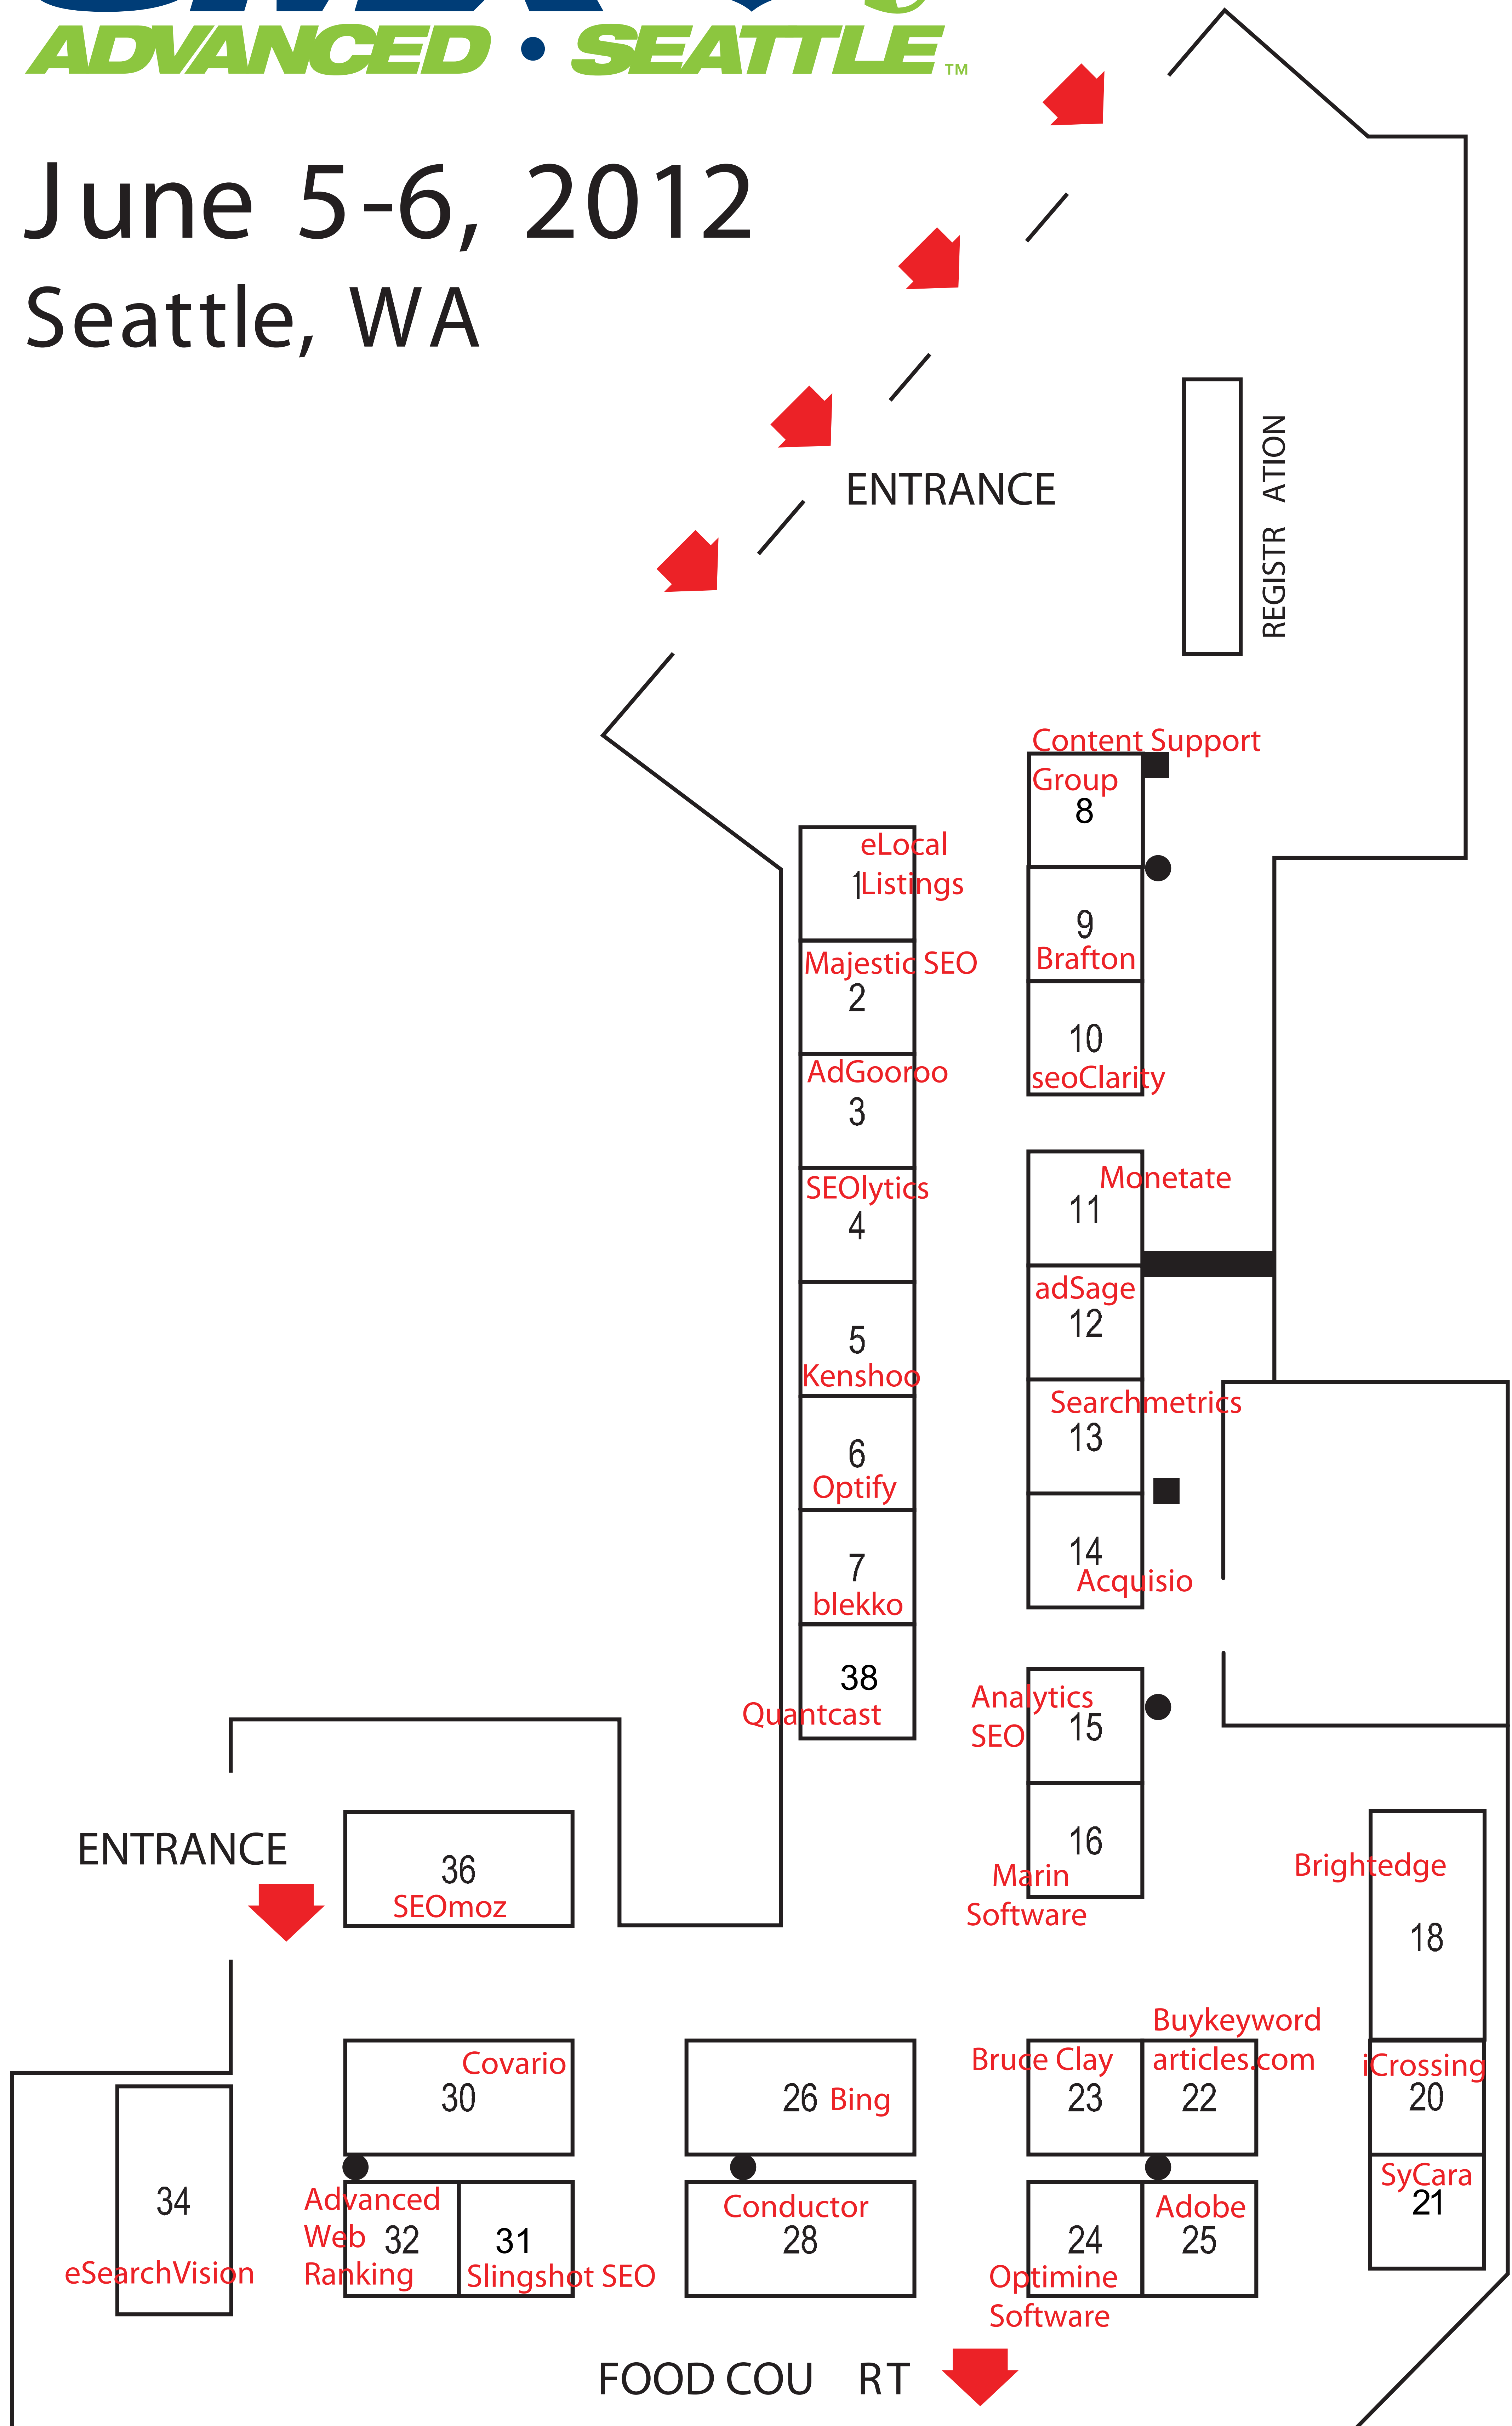 ADVANCED • SEATTLE ™
June 5-6, 2012
Seattle, WA
ENTRANCE
REGISTR ATION
Content Support
Group
8
eLocal
Listings
1
9
Brafton
Majestic SEO
2
10
seoClarity
AdGooroo
3
Monetate
11
SEOlytics
4
adSage
12
5
Kenshoo
Searchmetrics
13
6
Optify
14
Acquisio
7
blekko
38
Quantcast
Analytics
SEO
15
16
Marin
Software
ENTRANCE
36
SEOmoz
Brightedge
18
Covario
30
26 Bing
Bruce Clay
23
Buykeyword
articles.com
22
iCrossing
20
SyCara
21
34
eSearchVision
Advanced
Web
Ranking
32
31
Slingshot SEO
Conductor
28
24
Optimine
Software
Adobe
25
FOOD COU RT